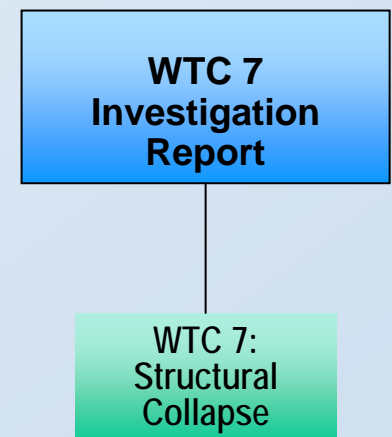 WTC 7
Investigation
Report
WTC 7:
Structural
Collapse